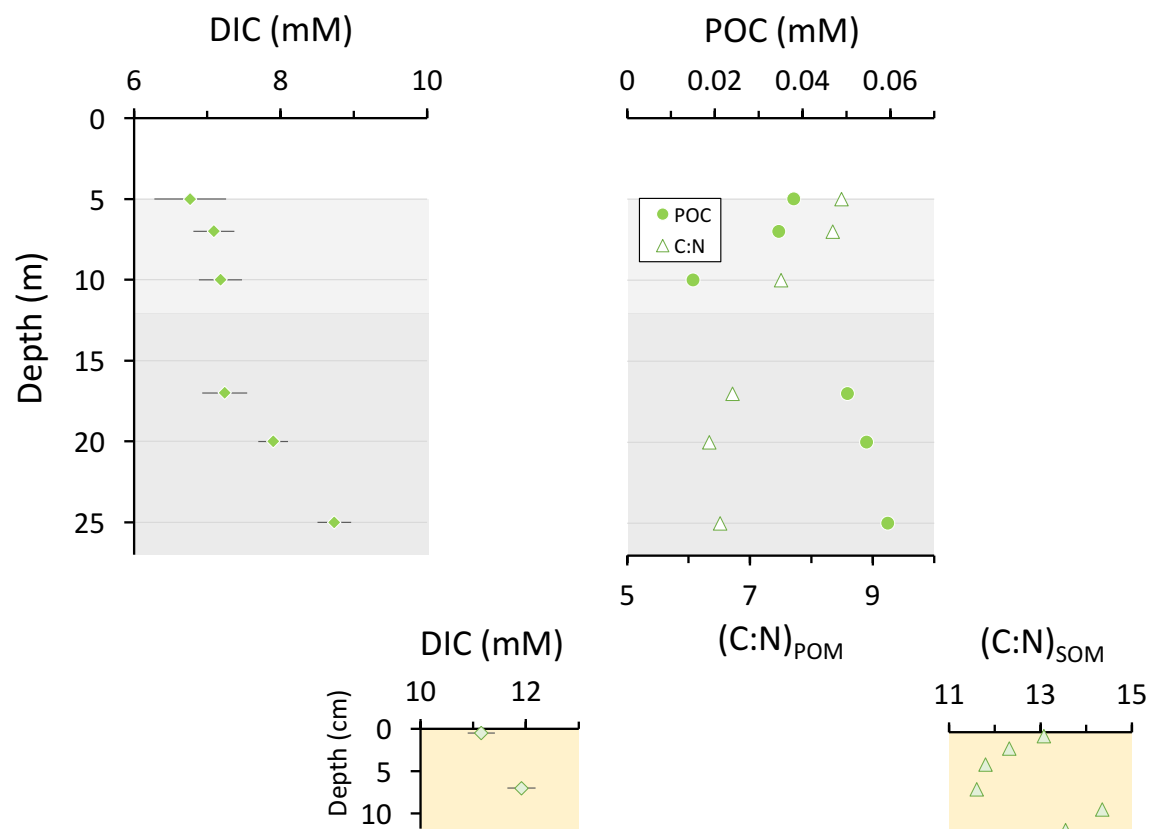 DIC (mM)
6 8 10
Depth (m)
0
5
10
15
20
25
POC (mM)
0 0.02 0.04 0.06
POC
C:N
5 7 9
(C:N)POM
DIC (mM)
10 12
Depth (cm)
0
5
10
(C:N)SOM
11 13 15